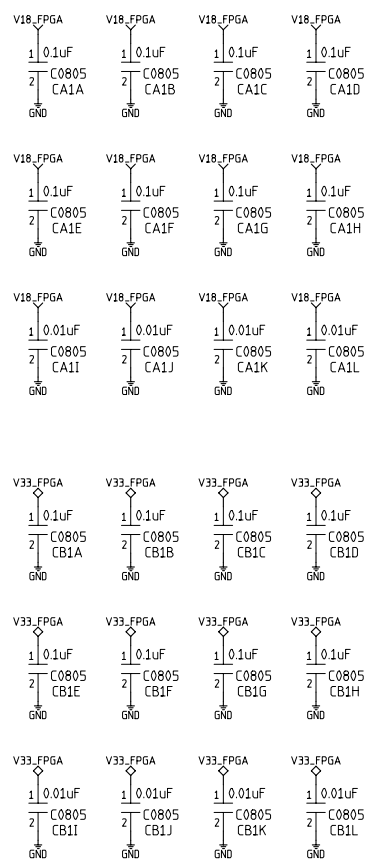 V18_FPGA V18_FPGA V18_FPGA V18_FPGA
1 0.1uF 1 0.1uF 1 0.1uF 1 0.1uF
2 C0805 2 C0805 2 C0805 2 C0805
CA1A CA1B CA1C CA1D
GND GND GND GND
V18_FPGA V18_FPGA V18_FPGA V18_FPGA
1 0.1uF 1 0.1uF 1 0.1uF 1 0.1uF
2 C0805 2 C0805 2 C0805 2 C0805
CA1E CA1F CA1G CA1H
GND GND GND GND
V18_FPGA V18_FPGA V18_FPGA V18_FPGA
1 0.01uF 1 0.01uF 1 0.01uF 1 0.01uF
2 C0805 2 C0805 2 C0805 2 C0805
CA1I CA1J CA1K CA1L
GND GND GND GND
V33_FPGA V33_FPGA V33_FPGA V33_FPGA
1 0.1uF 1 0.1uF 1 0.1uF 1 0.1uF
2 C0805 2 C0805 2 C0805 2 C0805
CB1A CB1B CB1C CB1D
GND GND GND GND
V33_FPGA V33_FPGA V33_FPGA V33_FPGA
1 0.1uF 1 0.1uF 1 0.1uF 1 0.1uF
2 C0805 2 C0805 2 C0805 2 C0805
CB1E CB1F CB1G CB1H
GND GND GND GND
V33_FPGA V33_FPGA V33_FPGA V33_FPGA
1 0.01uF 1 0.01uF 1 0.01uF 1 0.01uF
2 C0805 2 C0805 2 C0805 2 C0805
CB1I CB1J CB1K CB1L
GND GND GND GND